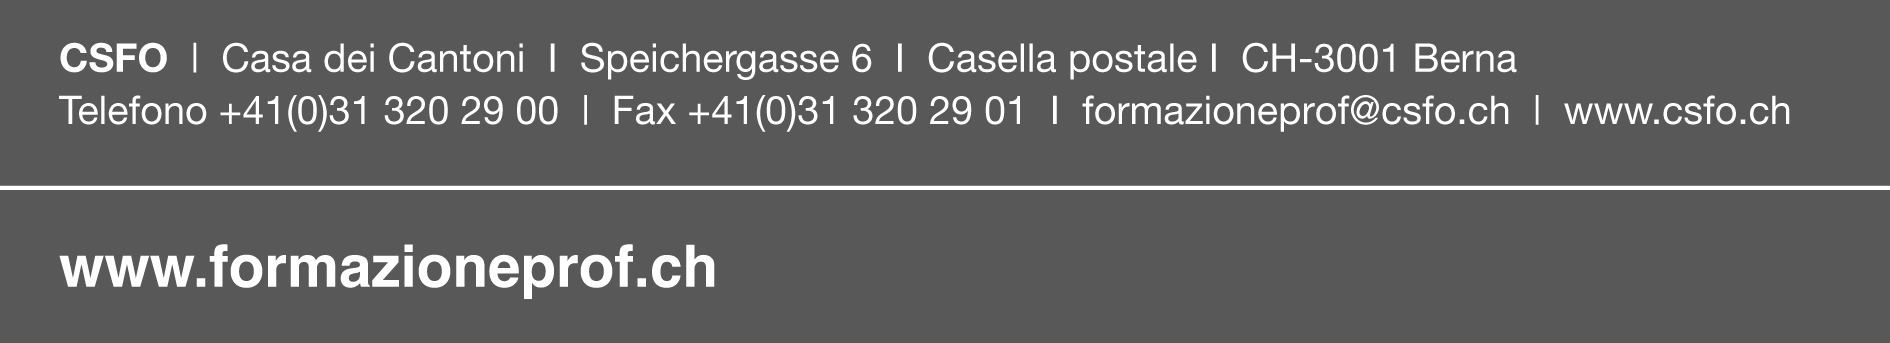 CSFO | Casa dei Cantoni I Speichergasse 6 I Casella postale I CH-3001 Berna
Telefono +41(0)31 320 29 00 | Fax +41(0)31 320 29 01 I formazioneprof@csfo.ch | www.csfo.ch
www.formazioneprof.ch